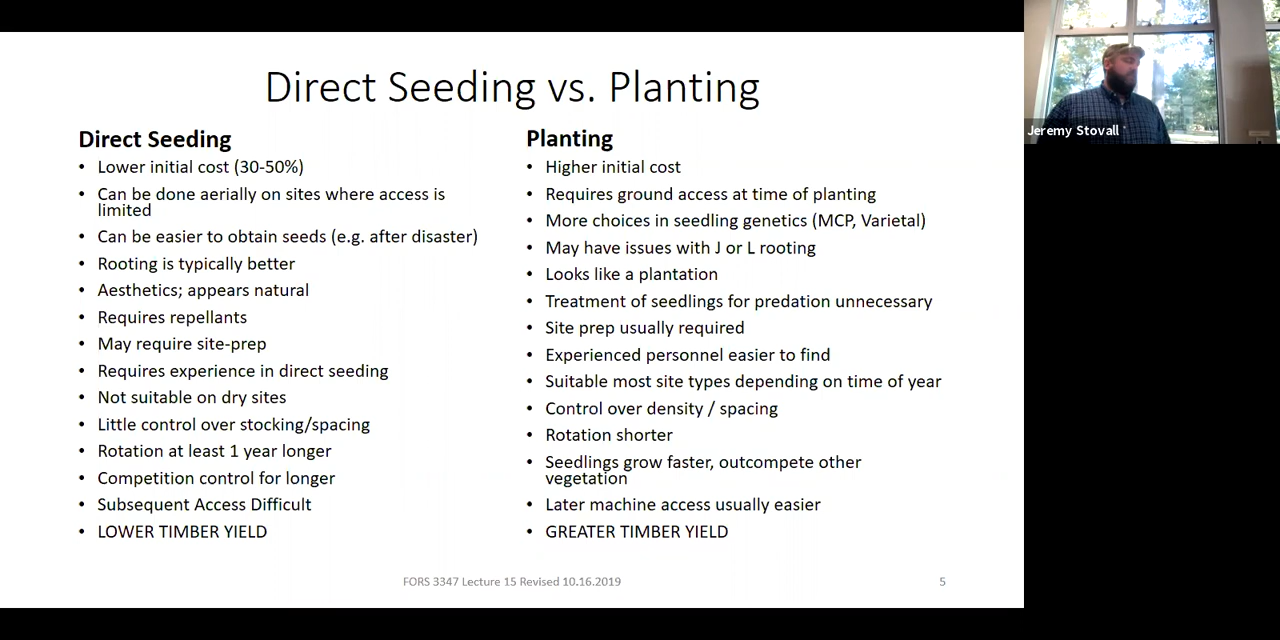 Direct Seeding vs. Planting
Direct Seeding
• Lower initial cost (30-50%)
• Can be done aerially on sites where access is
limited
• Can be easier to obtain seeds (e.g. after disaster)
• Rooting is typically better
• Aesthetics; appears natural
• Requires repellants
• May require site-prep
• Requires experience in direct seeding
• Not suitable on dry sites
• Little control over stocking/spacing
• Rotation at least 1 year longer
• Competition control for longer
• Subsequent Access Difficult
• LOWER TIMBER YIELD
Planting
• Higher initial cost
• Requires ground access at time of planting
• More choices in seedling genetics (MCP, Varietal)
• May have issues with J or L rooting
• Looks like a plantation
• Treatment of seedlings for predation unnecessary
• Site prep usually required
• Experienced personnel easier to find
• Suitable most site types depending on time of year
• Control over density / spacing
• Rotation shorter
• Seedlings grow faster, outcompete other
vegetation
• Later machine access usually easier
• GREATER TIMBER YIELD
FORS 3347 Lecture 15 Revised 10.16.2019
5
Jeremy Stovall